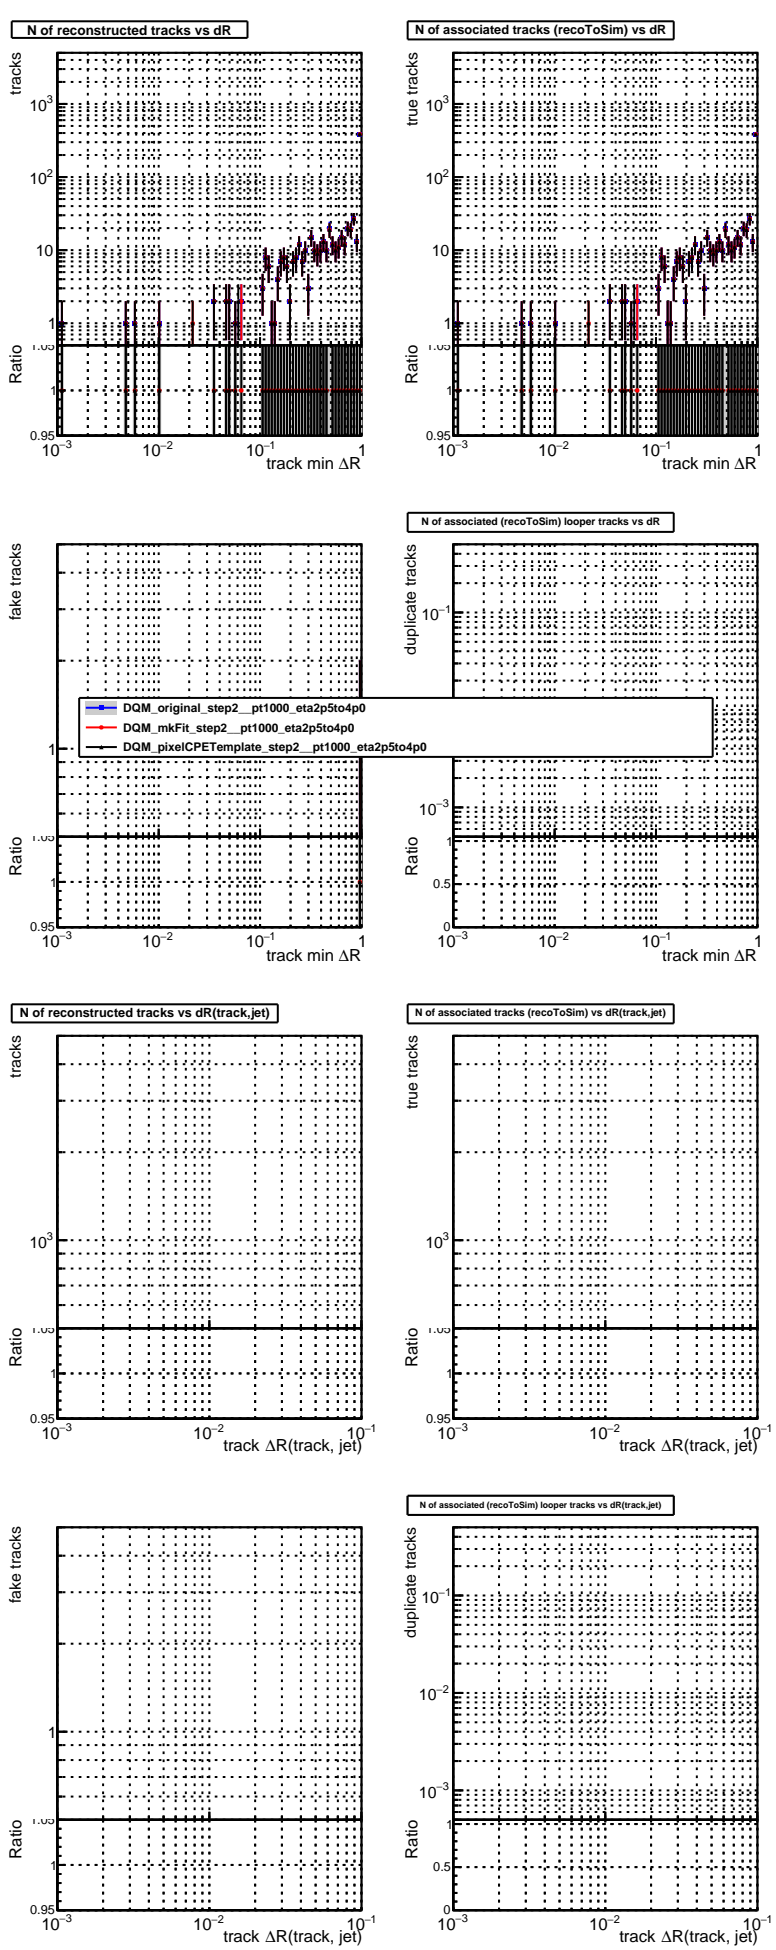 N of reconstructed tracks vs dR
N of associated tracks (recoToSim) vs dR
tracks
10³
10²
10
1
Ratio
1.05
1
0.95
10⁻³
10⁻²
10⁻¹
1
track min ΔR
true tracks
10³
10²
10
1
Ratio
1.05
1
0.95
10⁻³
10⁻²
10⁻¹
1
track min ΔR
N of associated (recoToSim) looper tracks vs dR
fake tracks
1
Ratio
1.05
1
0.95
10⁻³
10⁻²
10⁻¹
1
track min ΔR
duplicate tracks
10⁻¹
10⁻³
Ratio
1
0.5
0
10⁻³
10⁻²
10⁻¹
1
track min ΔR
DQM_original_step2__pt1000_eta2p5to4p0
DQM_mkFit_step2__pt1000_eta2p5to4p0
DQM_pixelCPETemplate_step2__pt1000_eta2p5to4p0
N of reconstructed tracks vs dR(track,jet)
N of associated tracks (recoToSim) vs dR(track,jet)
tracks
10³
Ratio
1.05
1
0.95
10⁻³
10⁻²
10⁻¹
track ΔR(track, jet)
true tracks
10³
Ratio
1.05
1
0.95
10⁻³
10⁻²
10⁻¹
track ΔR(track, jet)
N of associated (recoToSim) looper tracks vs dR(track,jet)
fake tracks
1
Ratio
1.05
1
0.95
10⁻³
10⁻²
10⁻¹
track ΔR(track, jet)
duplicate tracks
10⁻¹
10⁻²
10⁻³
Ratio
1
0.5
0
10⁻³
10⁻²
10⁻¹
track ΔR(track, jet)